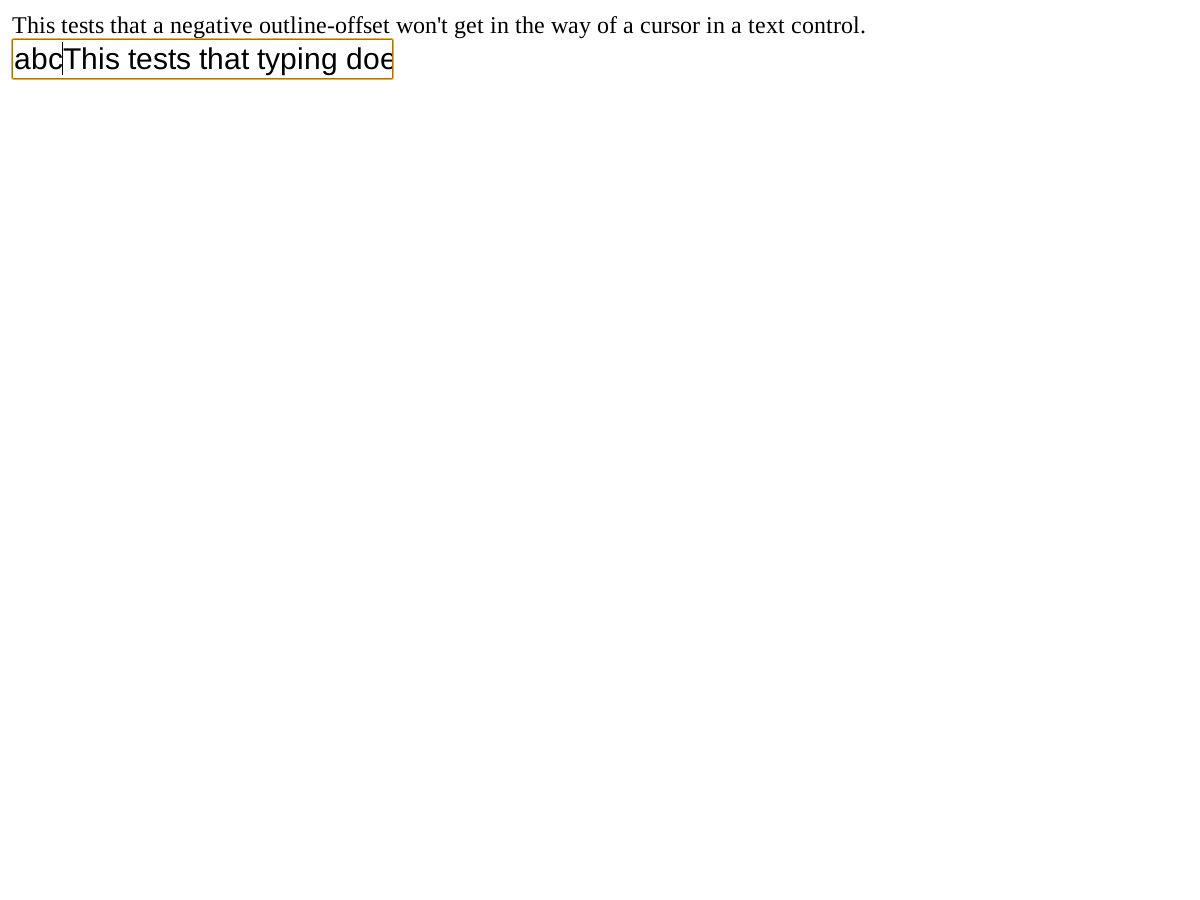 This tests that a negative outline-offset won't get in the way of a cursor in a text control.
abcThis tests that typing doe